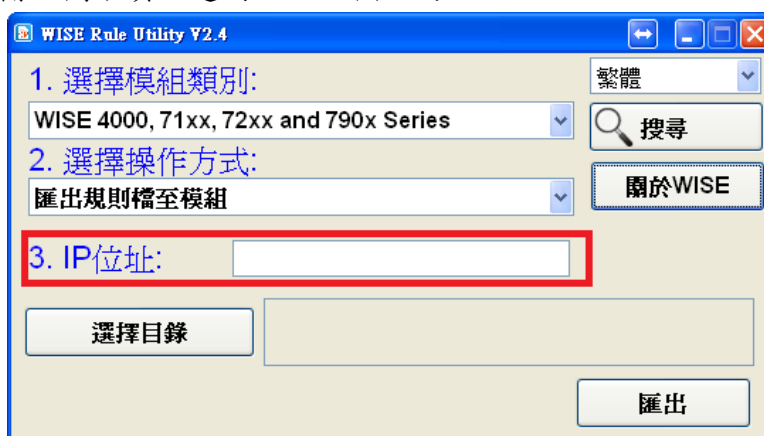 WISE Rule Utility V2.4
1. 選擇模組類別:
繁體
WISE 4000, 71xx, 72xx and 790x Series
搜尋
2. 選擇操作方式:
匯出規則檔至模組
關於WISE
3. IP位址:
選擇目錄
匯出